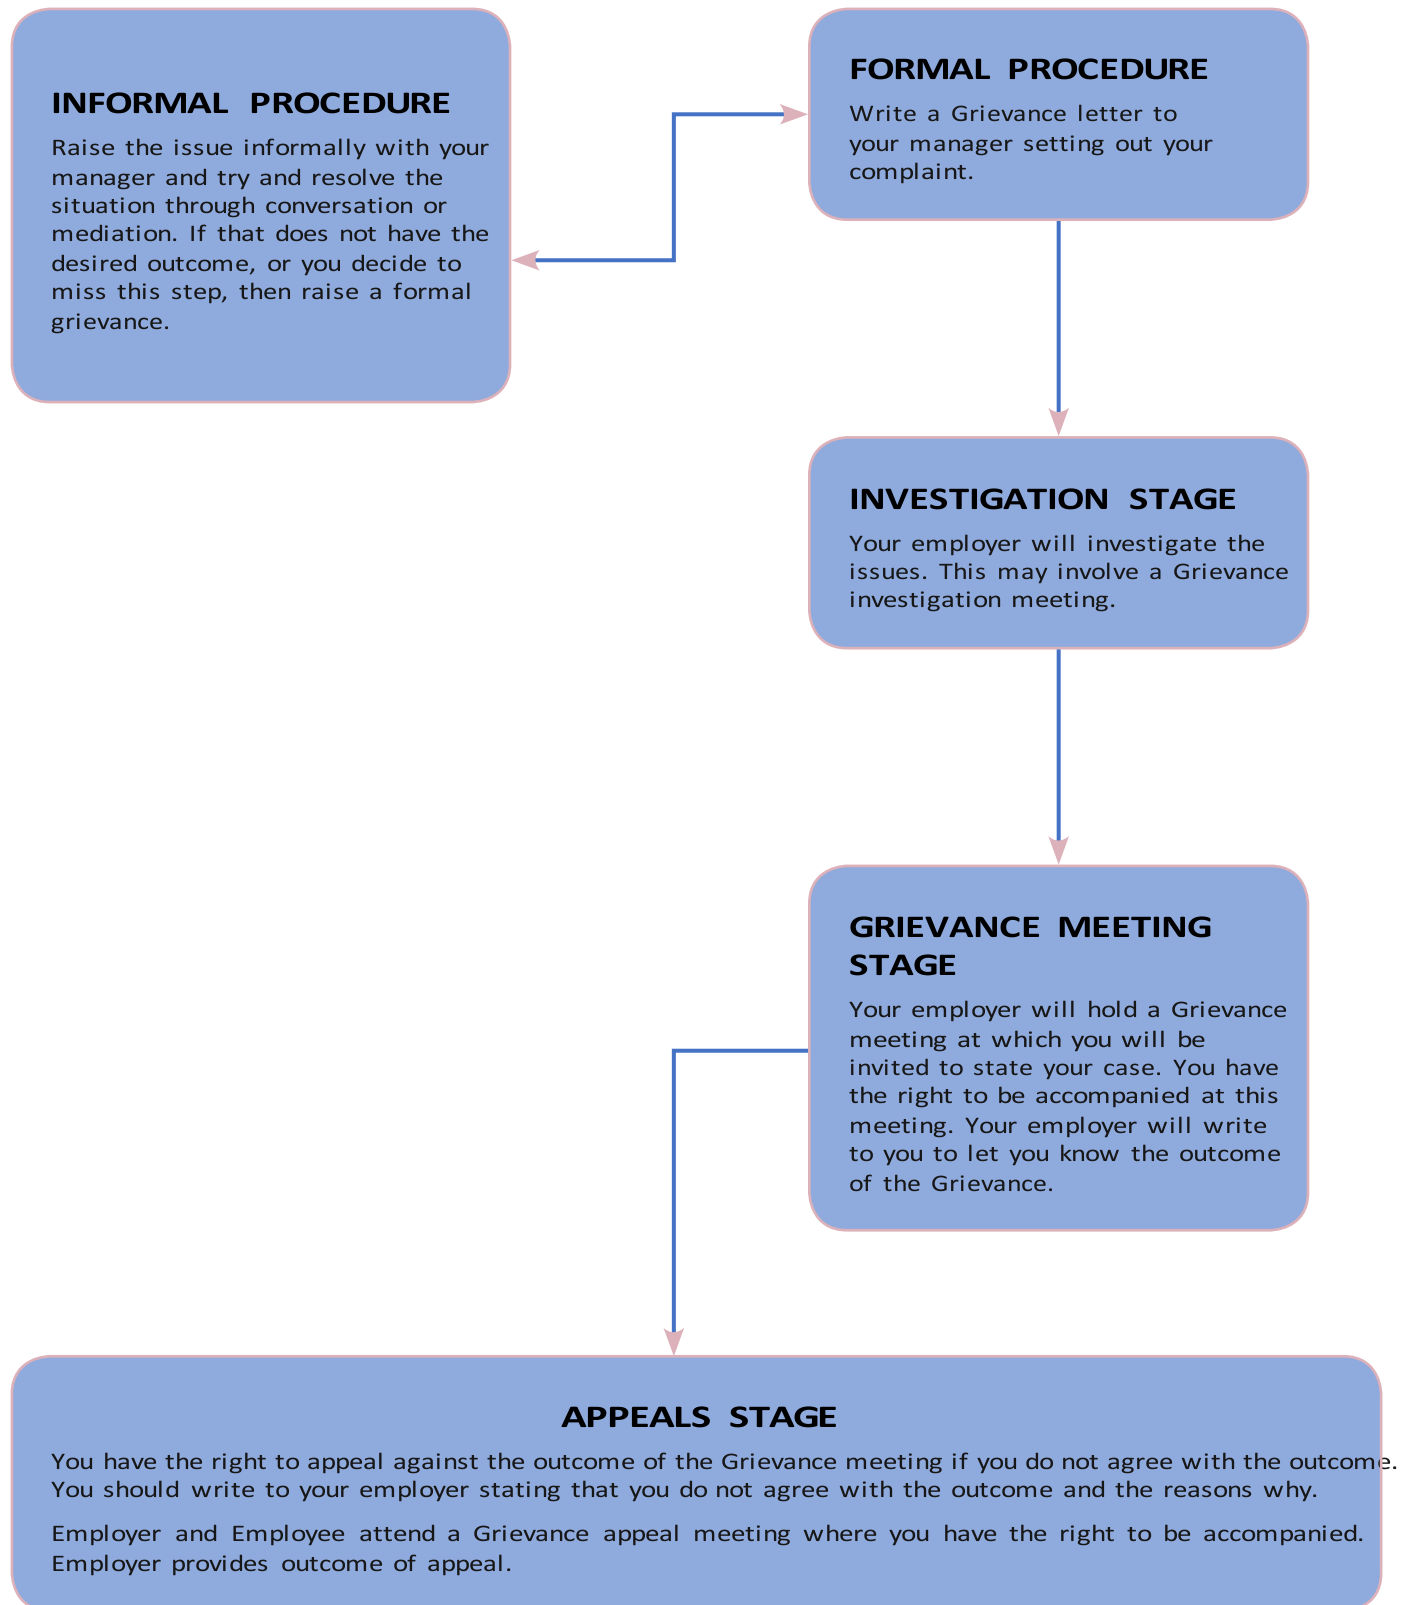 INFORMAL PROCEDURE
Raise the issue informally with your
manager and try and resolve the
situation through conversation or
mediation. If that does not have the
desired outcome, or you decide to
miss this step, then raise a formal
grievance.
FORMAL PROCEDURE
Write a Grievance letter to
your manager setting out your
complaint.
INVESTIGATION STAGE
Your employer will investigate the
issues. This may involve a Grievance
investigation meeting.
GRIEVANCE MEETING
STAGE
Your employer will hold a Grievance
meeting at which you will be
invited to state your case. You have
the right to be accompanied at this
meeting. Your employer will write
to you to let you know the outcome
of the Grievance.
APPEALS STAGE
You have the right to appeal against the outcome of the Grievance meeting if you do not agree with the outcome.
You should write to your employer stating that you do not agree with the outcome and the reasons why.
Employer and Employee attend a Grievance appeal meeting where you have the right to be accompanied.
Employer provides outcome of appeal.